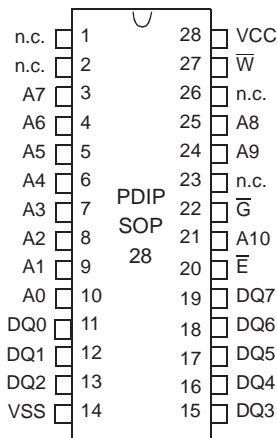 n.c. 1 28 VCC
n.c. 2 27 W̅
A7 3 26 n.c.
A6 4 25 A8
A5 5 24 A9
A4 6 23 n.c.
A3 7 PDIP 22 G̅
A2 8 SOP 21 A10
A1 9 28 20 E̅
A0 10 19 DQ7
DQ0 11 18 DQ6
DQ1 12 17 DQ5
DQ2 13 16 DQ4
VSS 14 15 DQ3